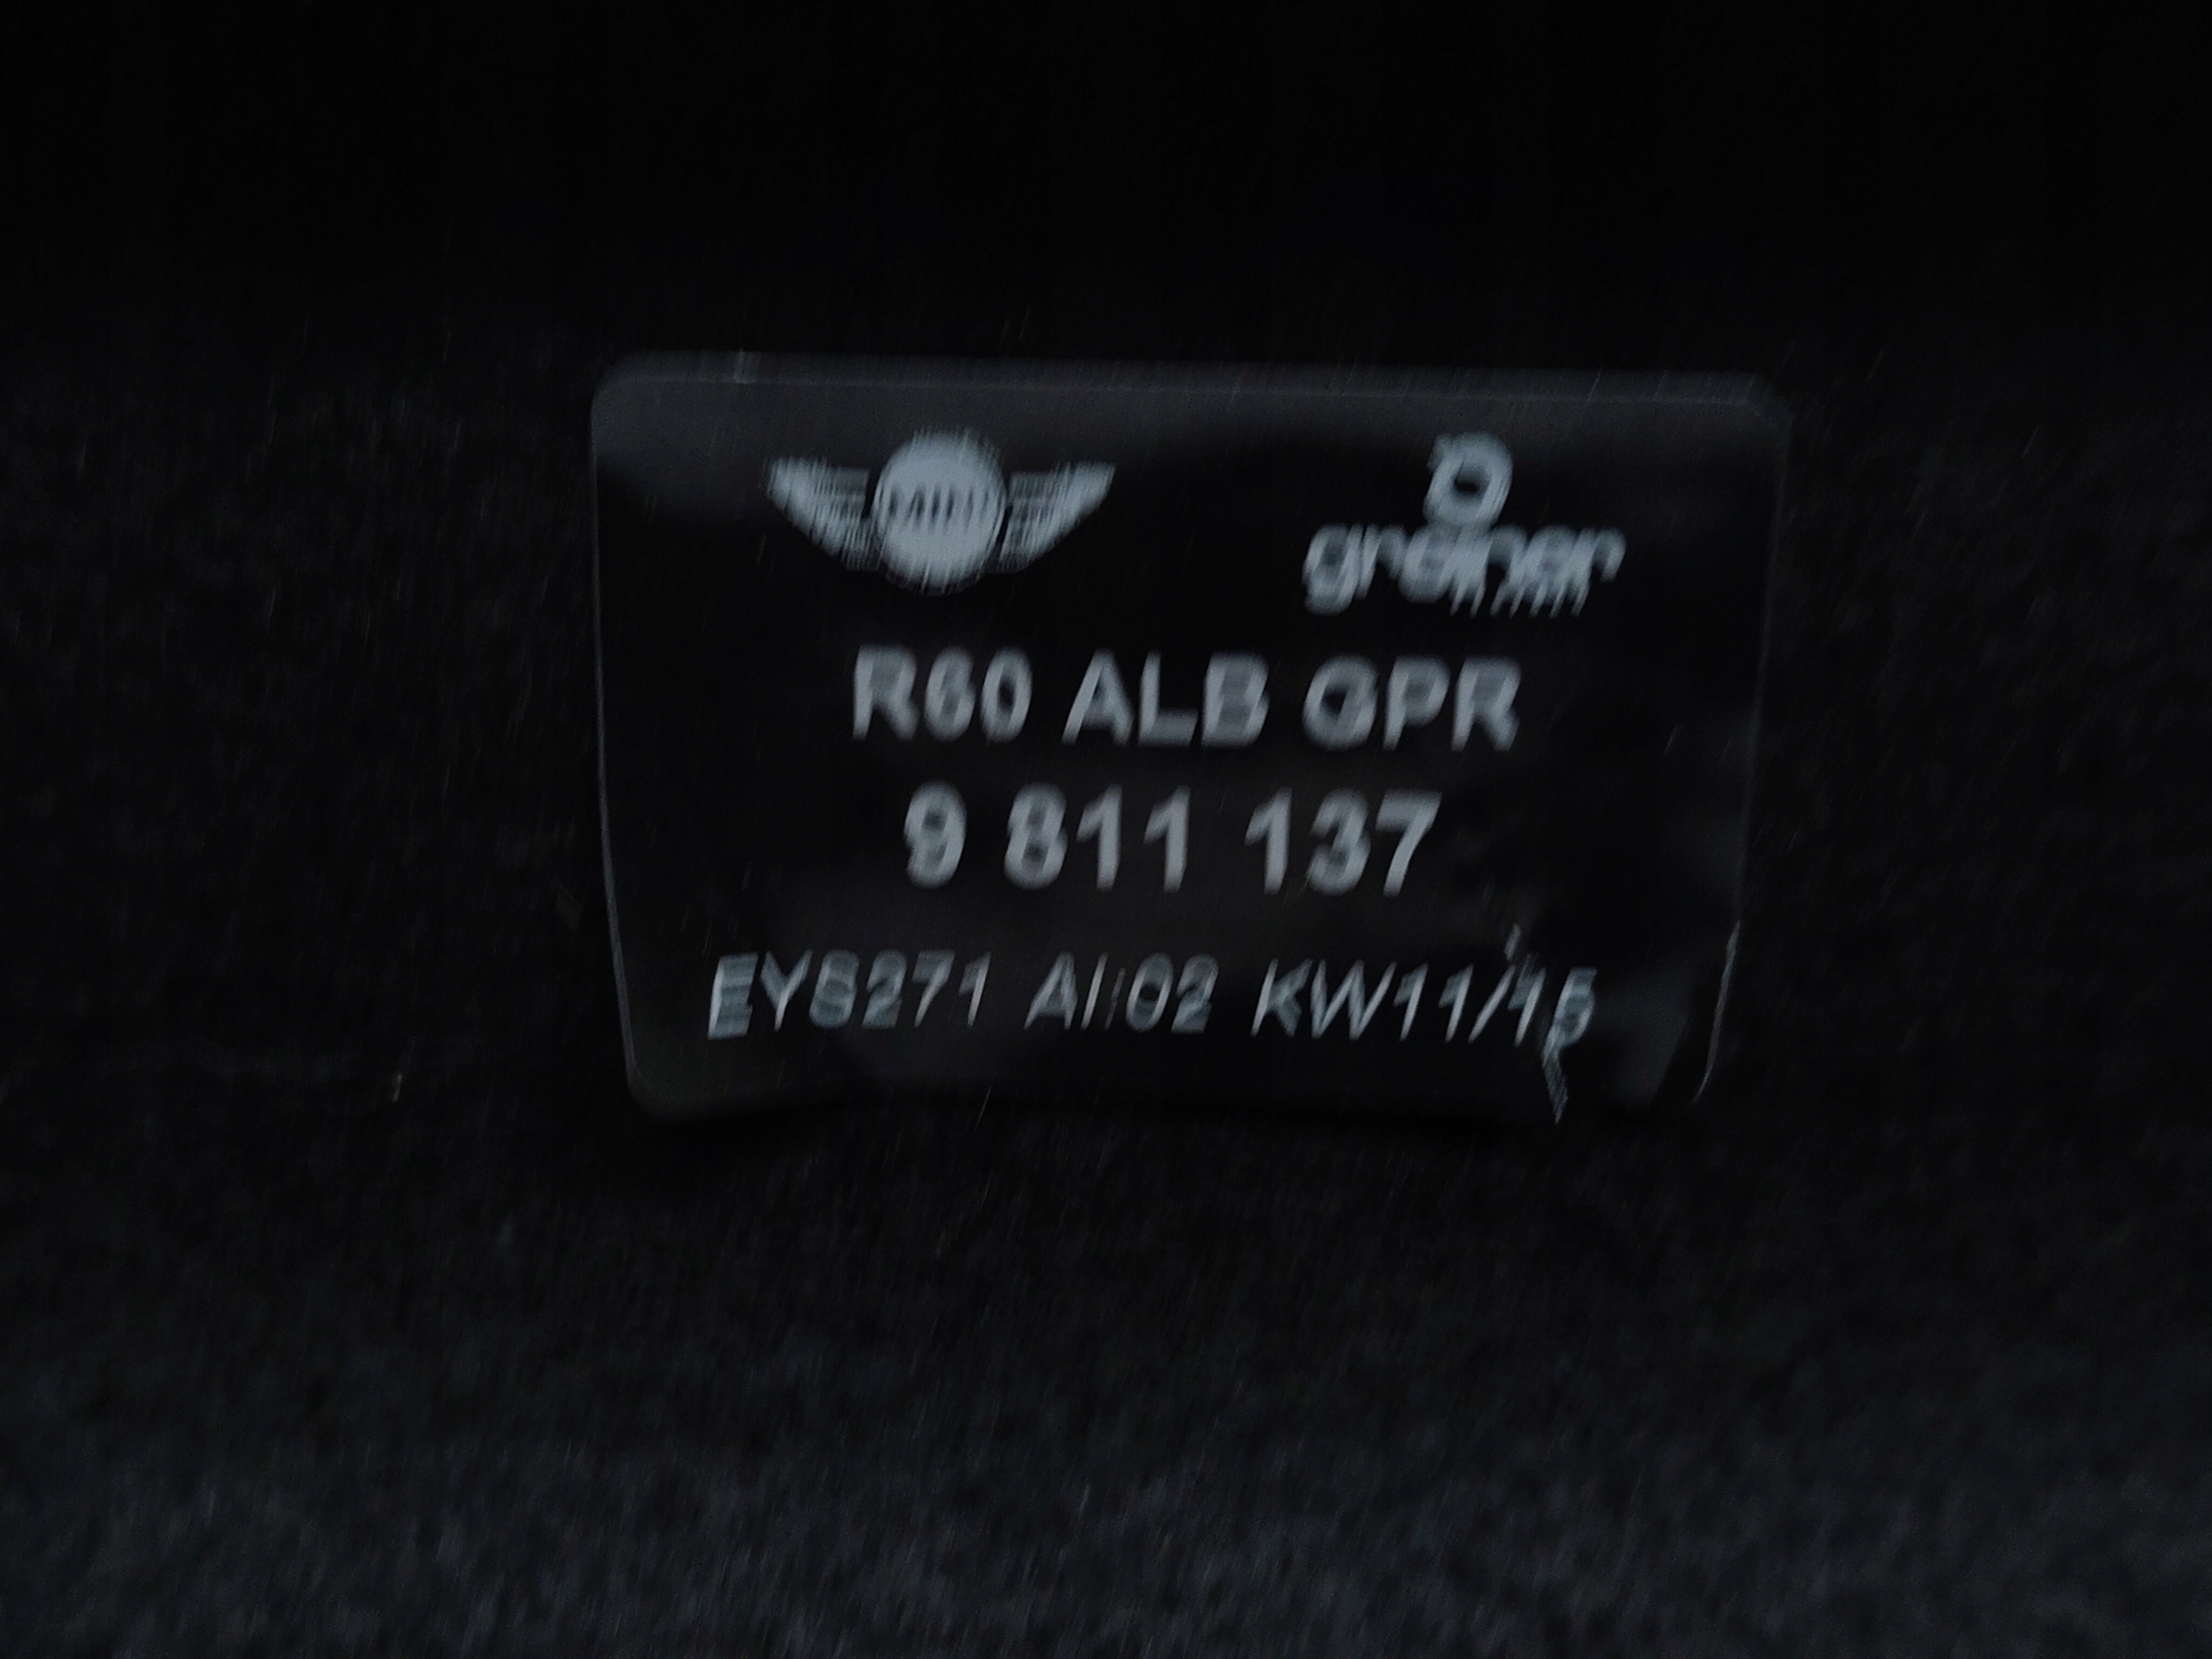 MINI
greiner
R60 ALB GPR
9 811 137
EY8271 AI:02 KW11/15